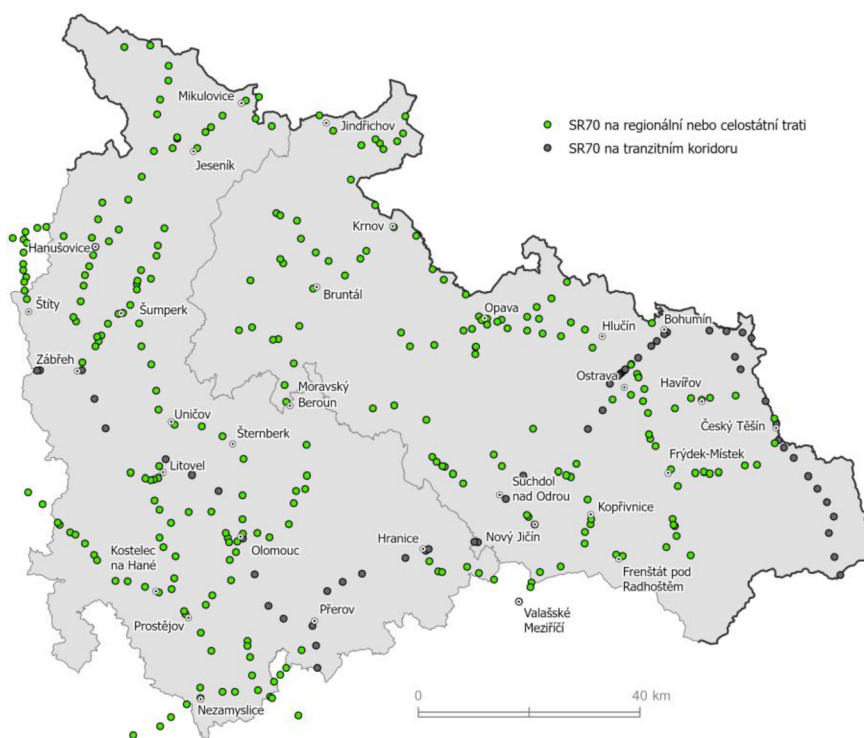 Mikulovice
SR70 na regionální nebo celostátní trati
Jindřichov
SR70 na tranzitním koridoru
Jeseník
Krnov
Hanušovice
Bruntál
Štíty
Šumperk
Opava
Hlučín
Bohumín
Zábřeh
Ostrava
Havířov
Moravský
Beroun
Uničov
Český Těšín
Šternberk
Litovel
Frýdek-Místek
Suchdol
nad Odrou
Kopřivnice
Kostelec
na Hané
Olomouc
Hranice
Nový Jičín
Frenštát pod
Radhoštěm
Prostějov
Přerov
Valašské
Meziříčí
0
40 km
Nezamyslice